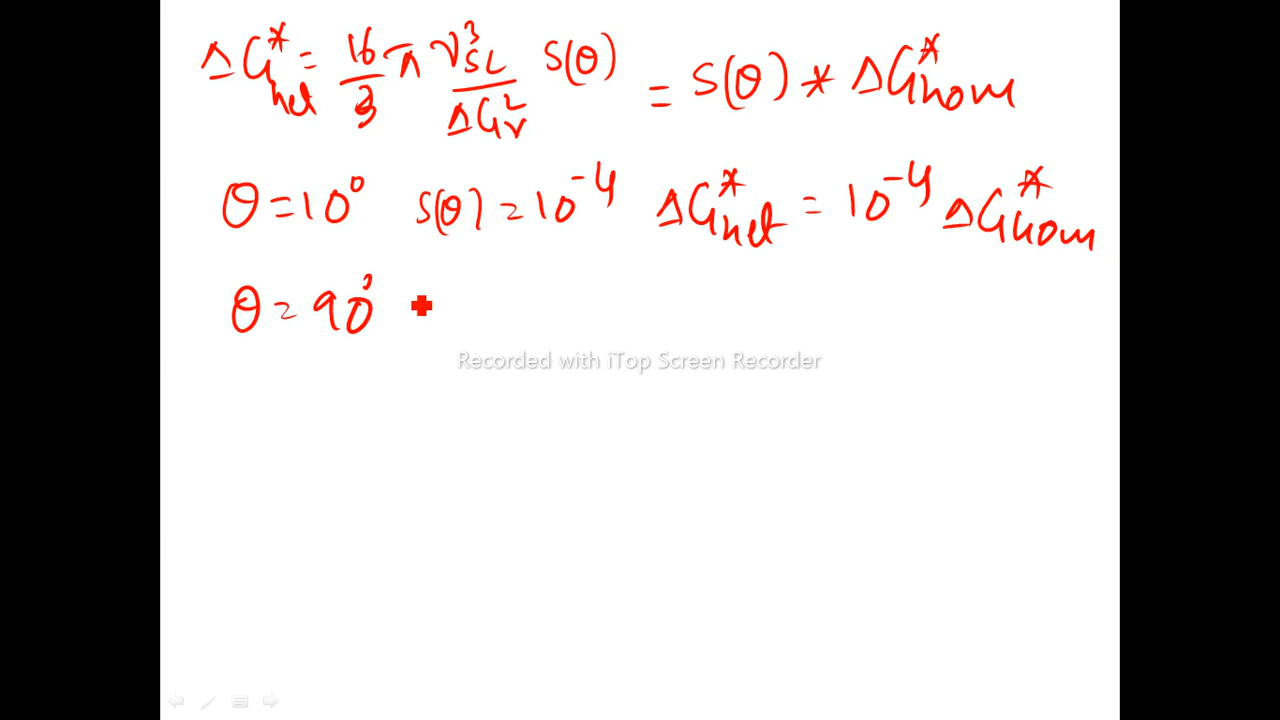 ΔG*het = 16/3 π γ³SL/ΔGv² S(θ) = S(θ) * ΔG*hom
θ = 10° S(θ) = 10⁻⁴ ΔG*het = 10⁻⁴ ΔG*hom
θ = 90°
Recorded with iTop Screen Recorder